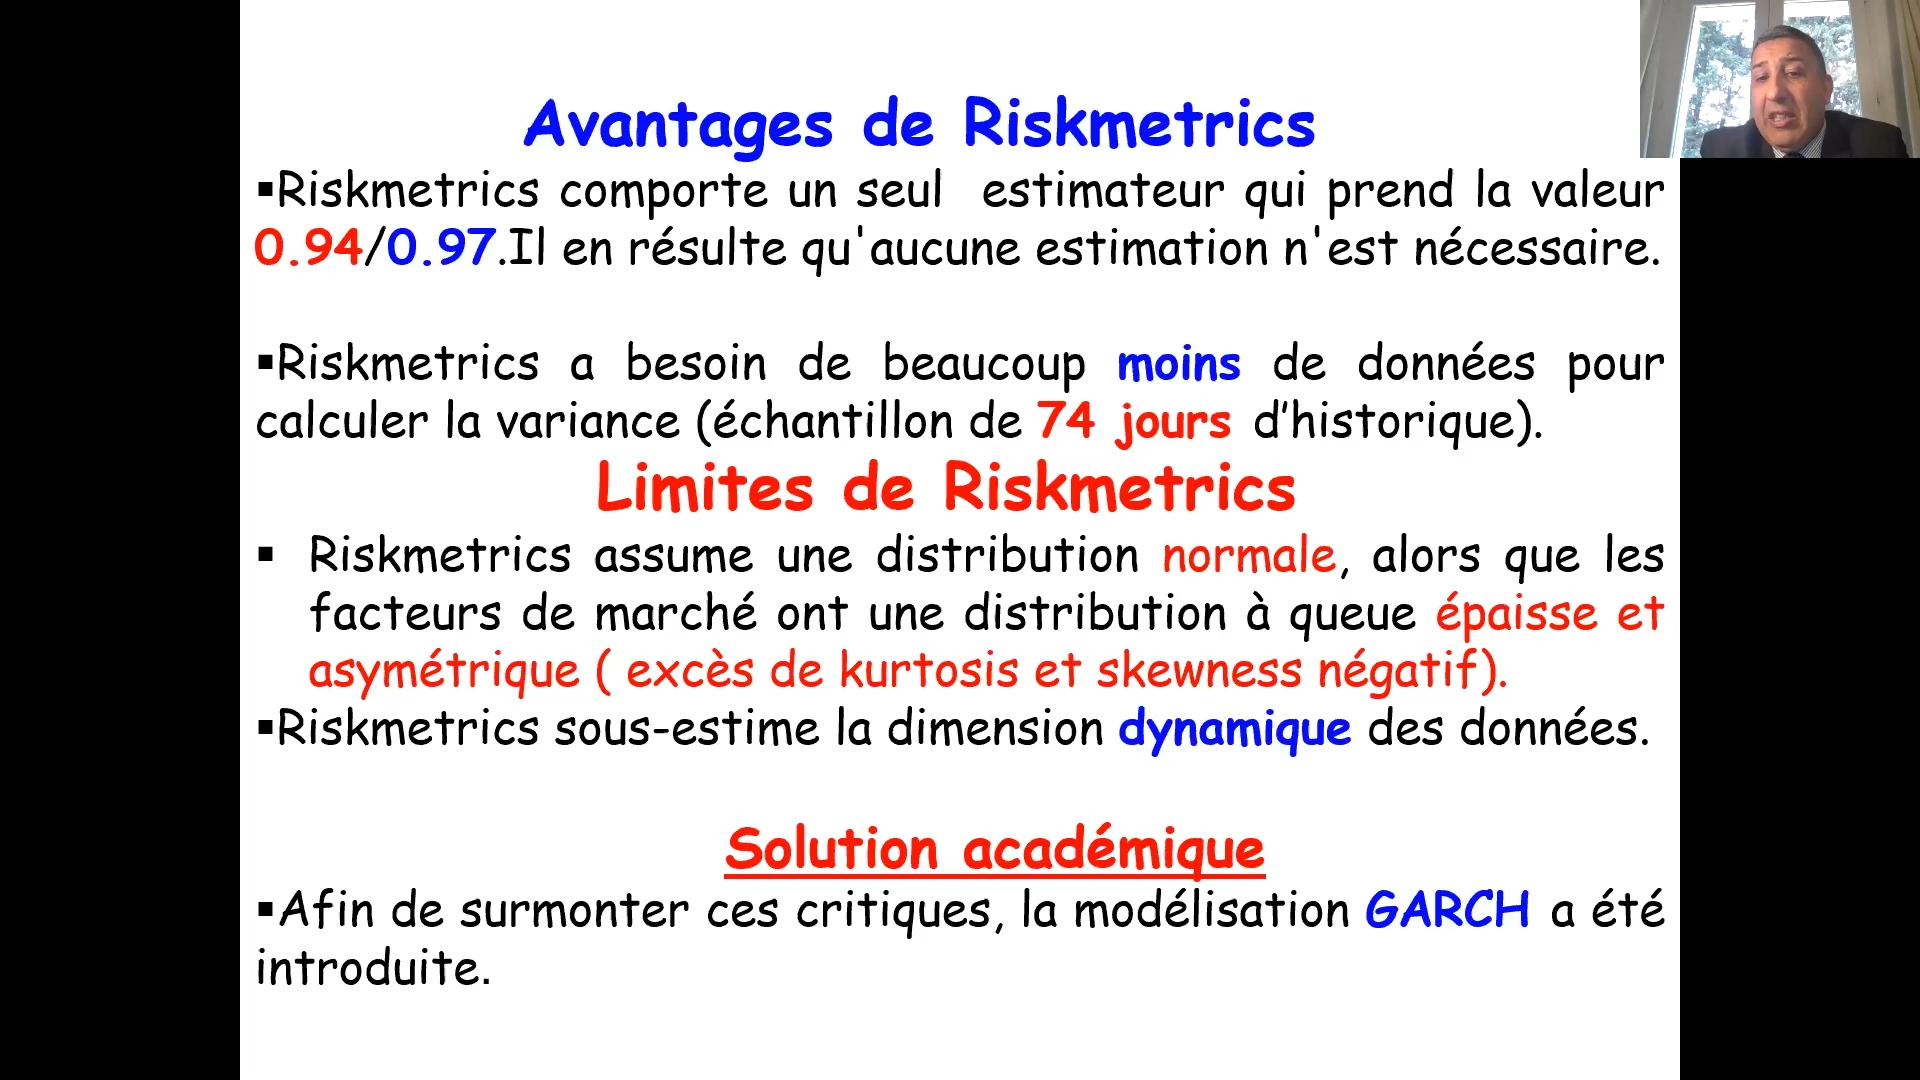 Avantages de Riskmetrics
▪Riskmetrics comporte un seul estimateur qui prend la valeur
0.94/0.97.Il en résulte qu'aucune estimation n'est nécessaire.
▪Riskmetrics a besoin de beaucoup moins de données pour
calculer la variance (échantillon de 74 jours d’historique).
Limites de Riskmetrics
▪ Riskmetrics assume une distribution normale, alors que les
facteurs de marché ont une distribution à queue épaisse et
asymétrique ( excès de kurtosis et skewness négatif).
▪Riskmetrics sous-estime la dimension dynamique des données.
Solution académique
▪Afin de surmonter ces critiques, la modélisation GARCH a été
introduite.